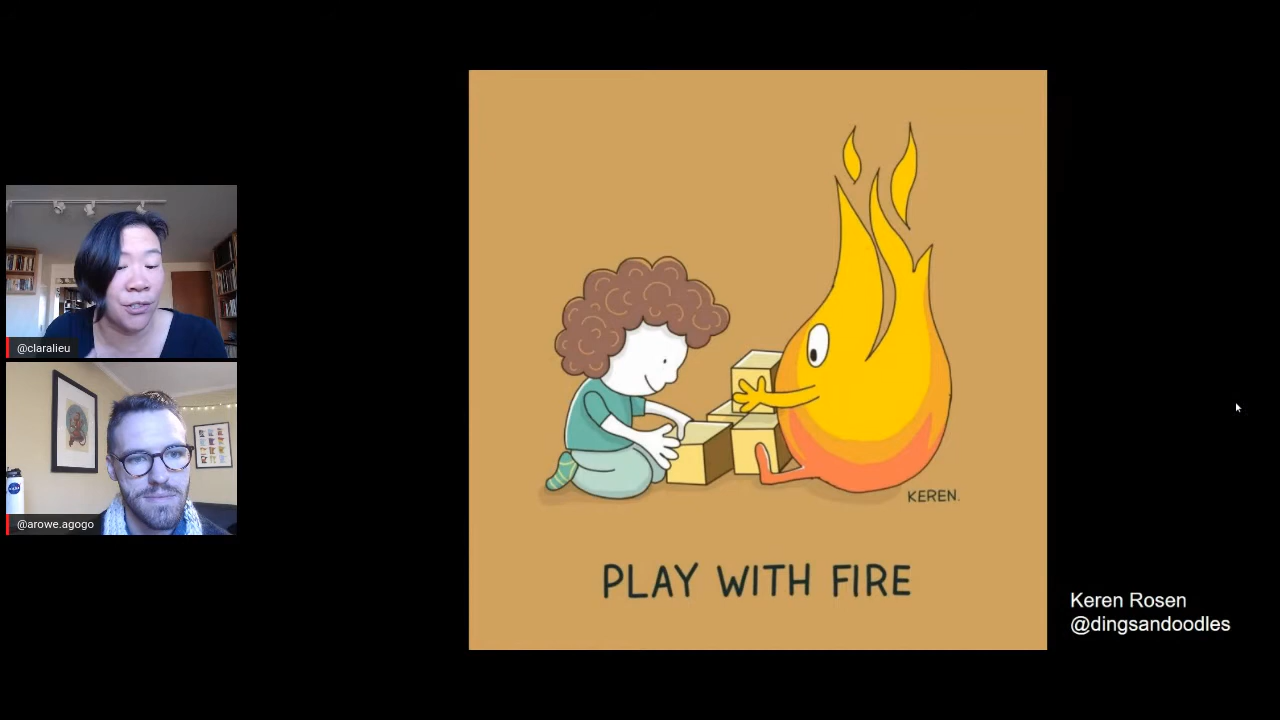 @claralieu
@arowe.agogo
KEREN.
PLAY WITH FIRE
Keren Rosen
@dingsandoodles